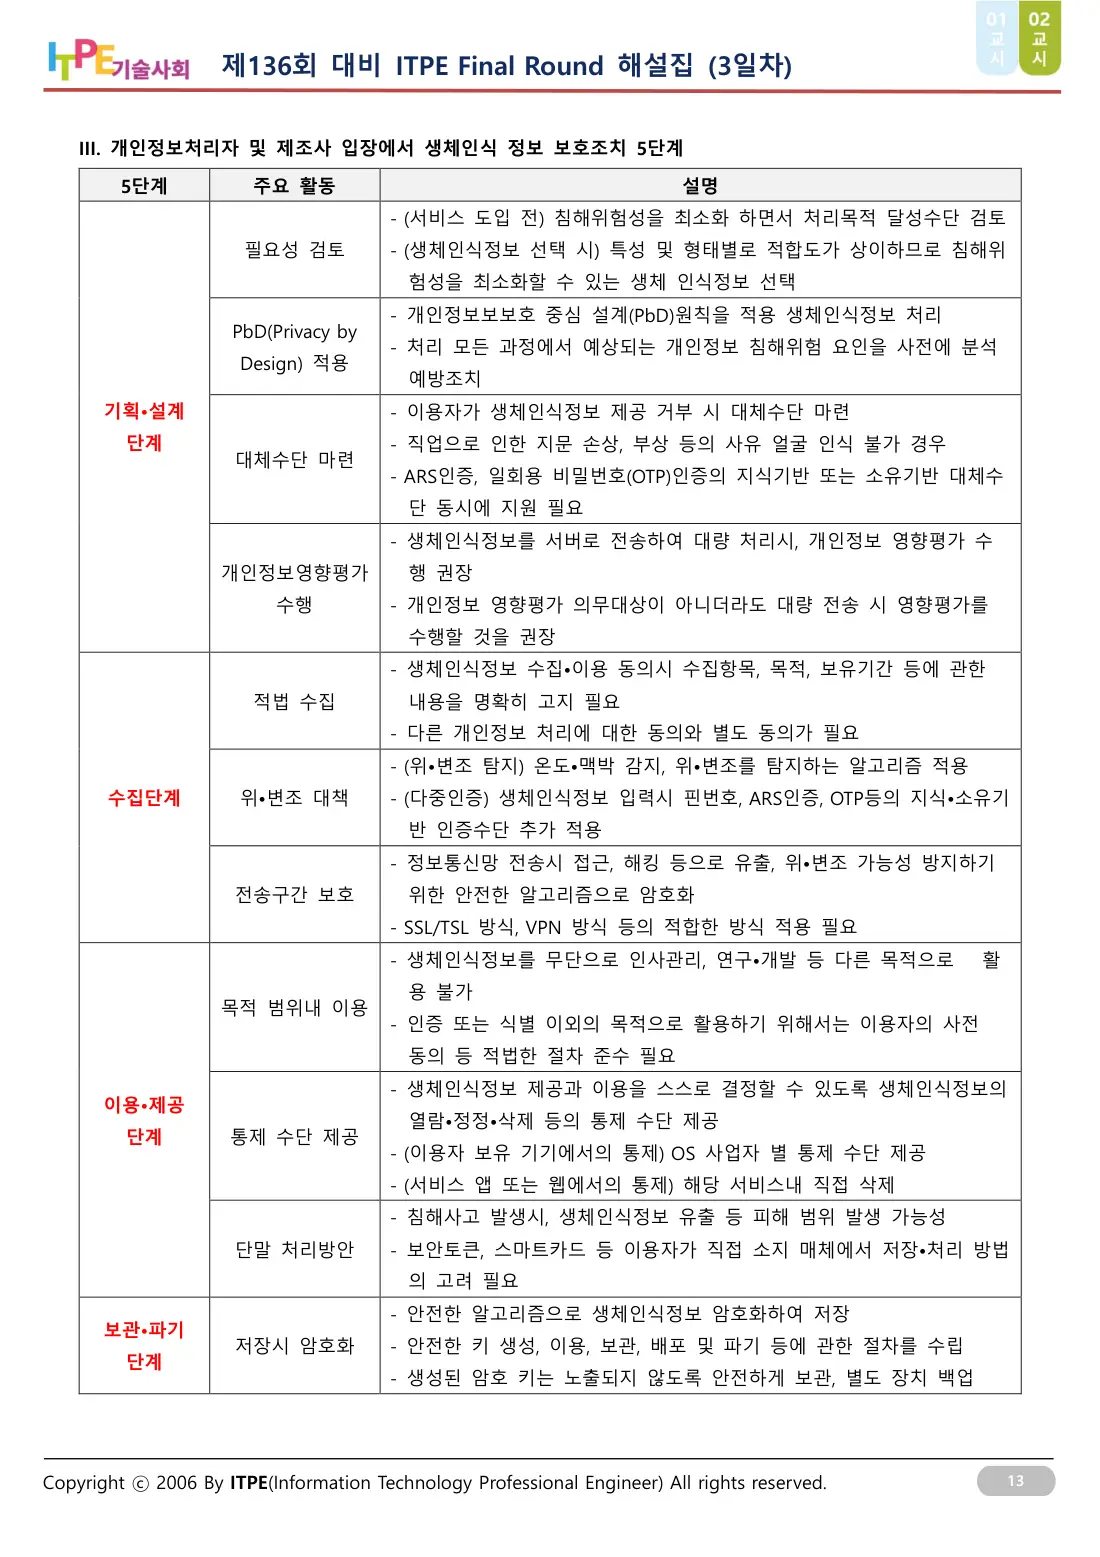 01
교
시
02
교
시
ITPE기술사회 제136회 대비 ITPE Final Round 해설집 (3일차)
III. 개인정보처리자 및 제조사 입장에서 생체인식 정보 보호조치 5단계
5단계 주요 활동 설명
기획•설계
단계
필요성 검토
- (서비스 도입 전) 침해위험성을 최소화 하면서 처리목적 달성수단 검토
- (생체인식정보 선택 시) 특성 및 형태별로 적합도가 상이하므로 침해위
험성을 최소화할 수 있는 생체 인식정보 선택
PbD(Privacy by
Design) 적용
- 개인정보보보호 중심 설계(PbD)원칙을 적용 생체인식정보 처리
- 처리 모든 과정에서 예상되는 개인정보 침해위험 요인을 사전에 분석
예방조치
대체수단 마련
- 이용자가 생체인식정보 제공 거부 시 대체수단 마련
- 직업으로 인한 지문 손상, 부상 등의 사유 얼굴 인식 불가 경우
- ARS인증, 일회용 비밀번호(OTP)인증의 지식기반 또는 소유기반 대체수
단 동시에 지원 필요
개인정보영향평가
수행
- 생체인식정보를 서버로 전송하여 대량 처리시, 개인정보 영향평가 수
행 권장
- 개인정보 영향평가 의무대상이 아니더라도 대량 전송 시 영향평가를
수행할 것을 권장
수집단계
적법 수집
- 생체인식정보 수집•이용 동의시 수집항목, 목적, 보유기간 등에 관한
내용을 명확히 고지 필요
- 다른 개인정보 처리에 대한 동의와 별도 동의가 필요
위•변조 대책
- (위•변조 탐지) 온도•맥박 감지, 위•변조를 탐지하는 알고리즘 적용
- (다중인증) 생체인식정보 입력시 핀번호, ARS인증, OTP등의 지식•소유기
반 인증수단 추가 적용
전송구간 보호
- 정보통신망 전송시 접근, 해킹 등으로 유출, 위•변조 가능성 방지하기
위한 안전한 알고리즘으로 암호화
- SSL/TSL 방식, VPN 방식 등의 적합한 방식 적용 필요
이용•제공
단계
목적 범위내 이용
- 생체인식정보를 무단으로 인사관리, 연구•개발 등 다른 목적으로 활
용 불가
- 인증 또는 식별 이외의 목적으로 활용하기 위해서는 이용자의 사전
동의 등 적법한 절차 준수 필요
통제 수단 제공
- 생체인식정보 제공과 이용을 스스로 결정할 수 있도록 생체인식정보의
열람•정정•삭제 등의 통제 수단 제공
- (이용자 보유 기기에서의 통제) OS 사업자 별 통제 수단 제공
- (서비스 앱 또는 웹에서의 통제) 해당 서비스내 직접 삭제
단말 처리방안
- 침해사고 발생시, 생체인식정보 유출 등 피해 범위 발생 가능성
- 보안토큰, 스마트카드 등 이용자가 직접 소지 매체에서 저장•처리 방법
의 고려 필요
보관•파기
단계
저장시 암호화
- 안전한 알고리즘으로 생체인식정보 암호화하여 저장
- 안전한 키 생성, 이용, 보관, 배포 및 파기 등에 관한 절차를 수립
- 생성된 암호 키는 노출되지 않도록 안전하게 보관, 별도 장치 백업
Copyright ⓒ 2006 By ITPE(Information Technology Professional Engineer) All rights reserved.
13